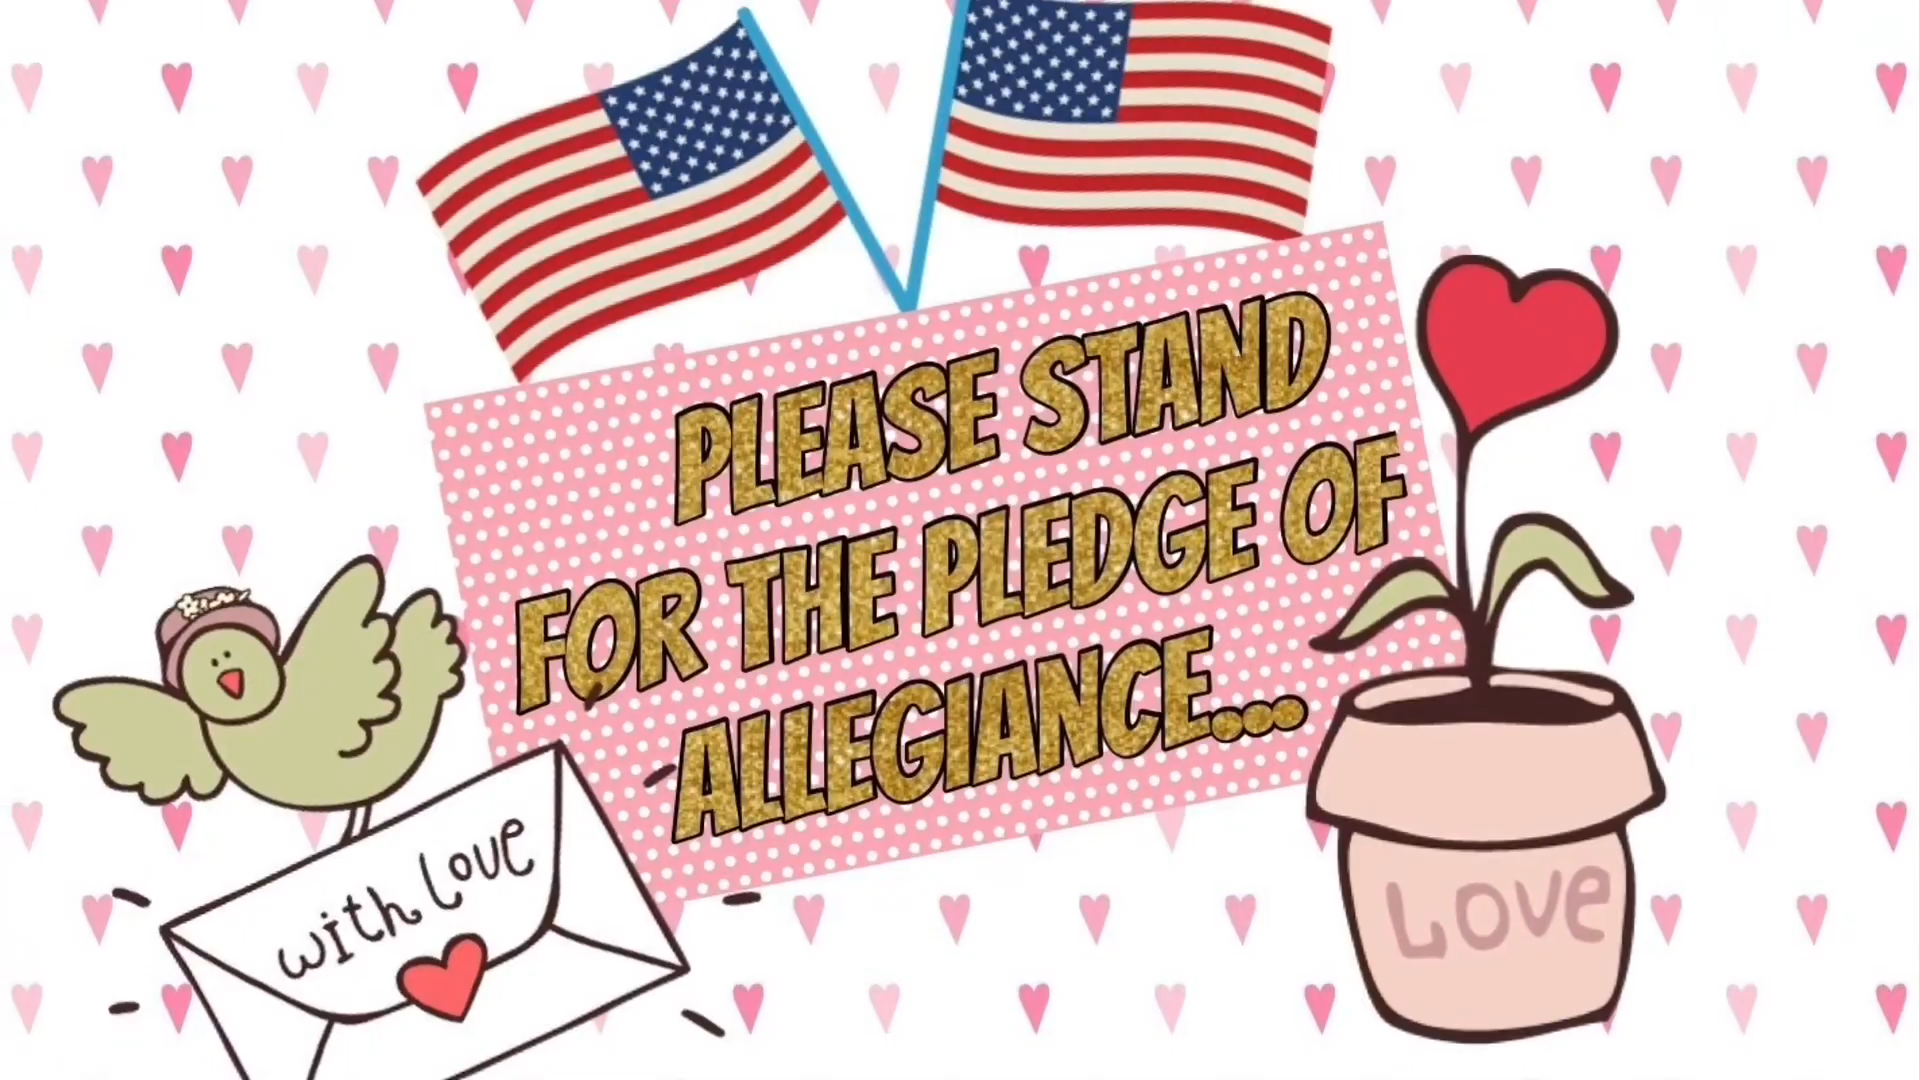 PLEASE STAND
FOR THE PLEDGE OF
ALLEGIANCE...
with Love
LOVE